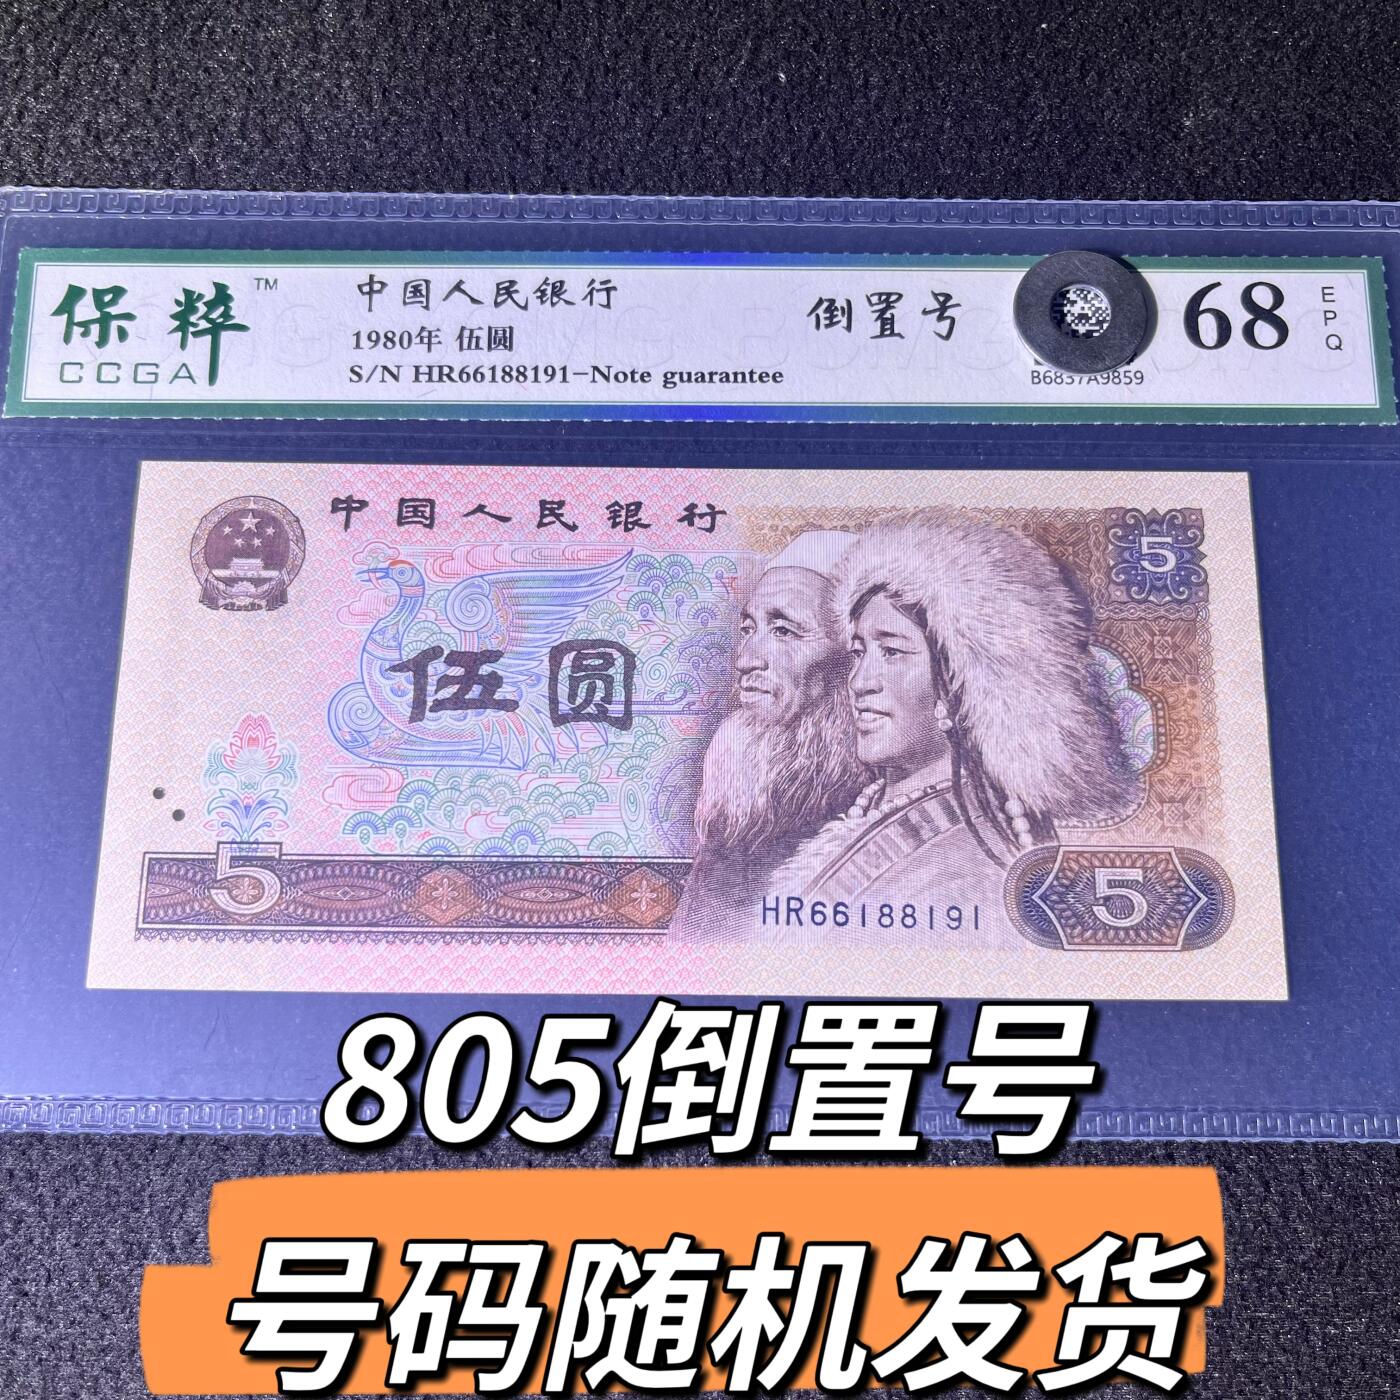 保粹™
CCGA
中国人民银行
1980年 伍圆
S/N HR66188191-Note guarantee
倒置号
B6837A9859
68
EPQ
中国人民银行
5
伍圆
5
HR66188191
5
805倒置号
号码随机发货